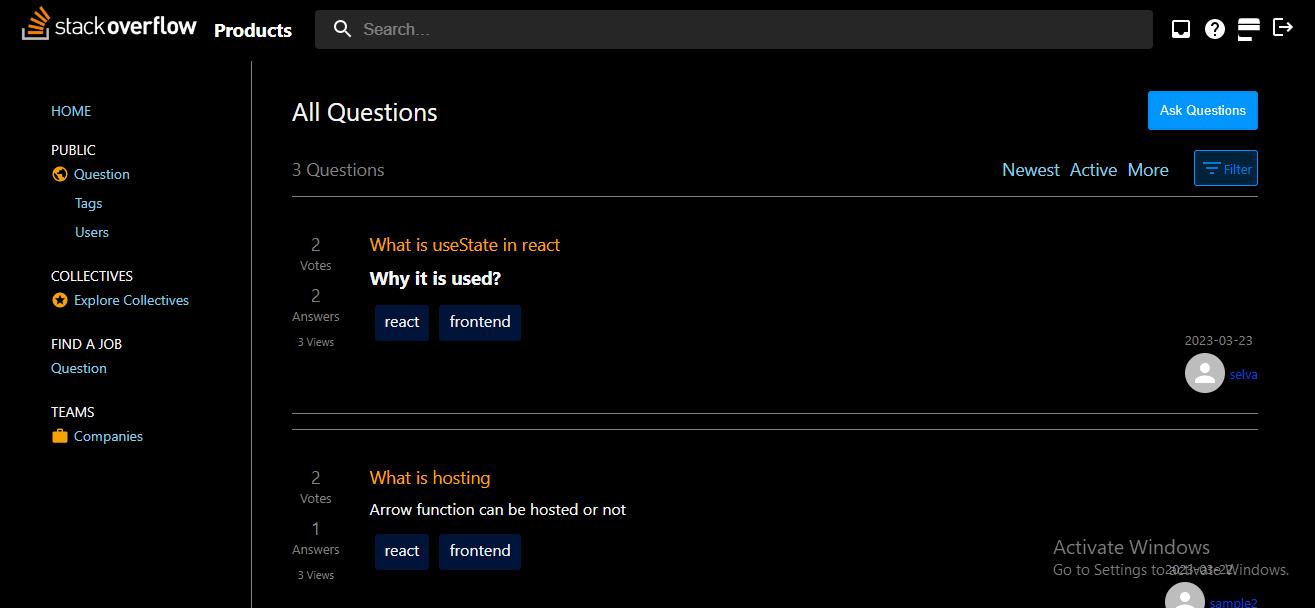 stackoverflow Products Search...
HOME
PUBLIC
Question
Tags
Users
COLLECTIVES
Explore Collectives
FIND A JOB
Question
TEAMS
Companies
All Questions
Ask Questions
3 Questions
Newest Active More Filter
2
Votes
2
Answers
3 Views
What is useState in react
Why it is used?
react frontend
2023-03-23
selva
2
Votes
1
Answers
3 Views
What is hosting
Arrow function can be hosted or not
react frontend
Activate Windows
Go to Settings to activate Windows.
2023-03-22
sample2